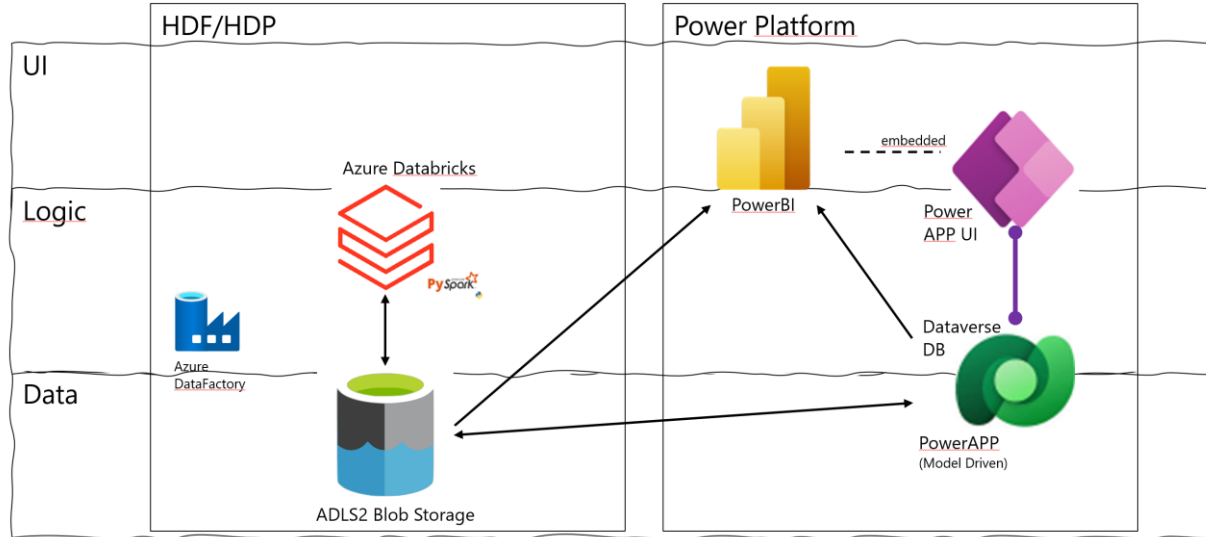 HDF/HDP
Power Platform
UI
embedded
Azure Databricks
Logic
PowerBI
Power
APP UI
PySpark
Dataverse
DB
Azure
DataFactory
Data
PowerAPP
(Model Driven)
ADLS2 Blob Storage